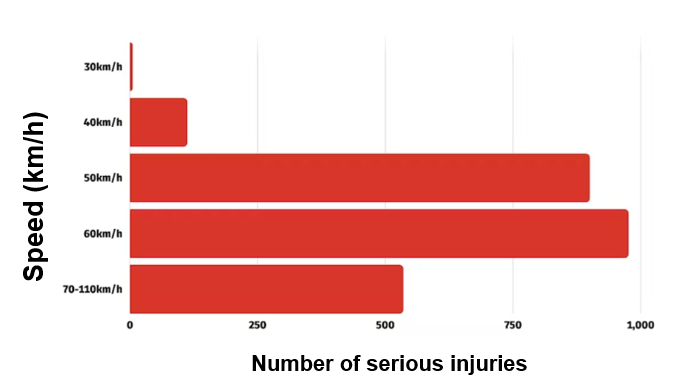 Speed (km/h)
30km/h
40km/h
50km/h
60km/h
70-110km/h
0 250 500 750 1,000
Number of serious injuries